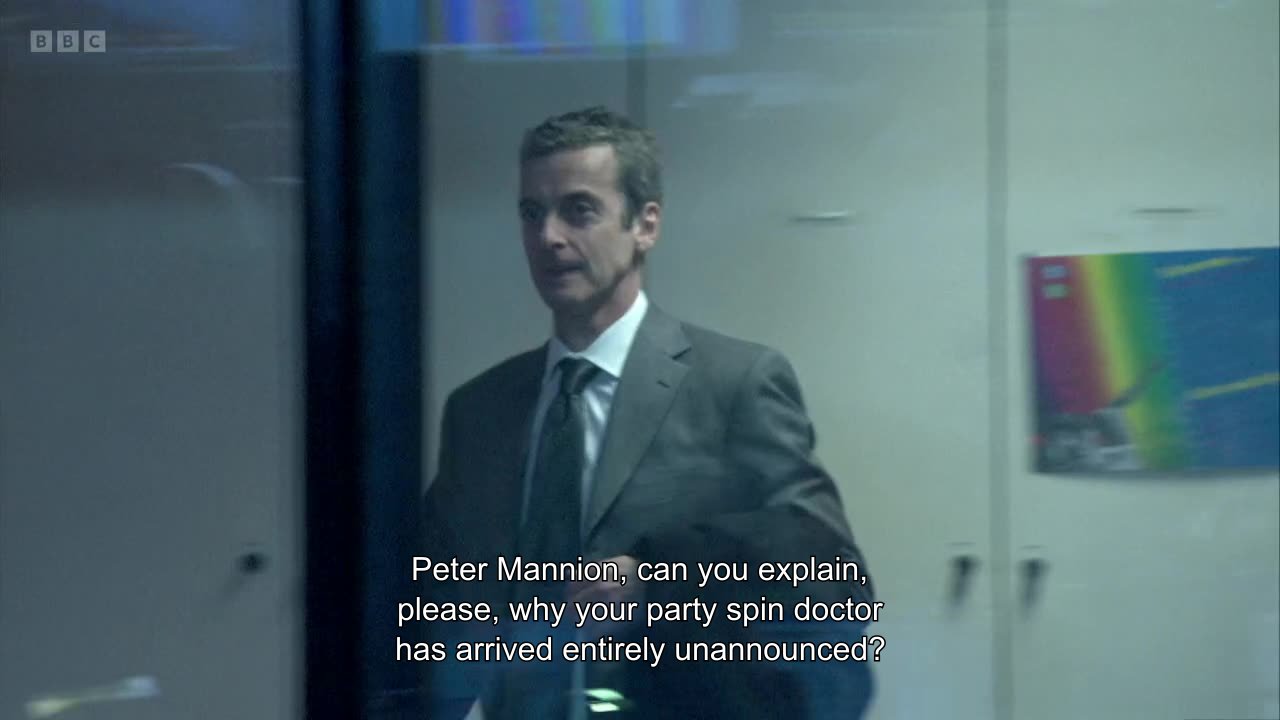 BBC
Peter Mannion, can you explain,
please, why your party spin doctor
has arrived entirely unannounced?